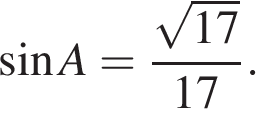 sin A = √17/17.